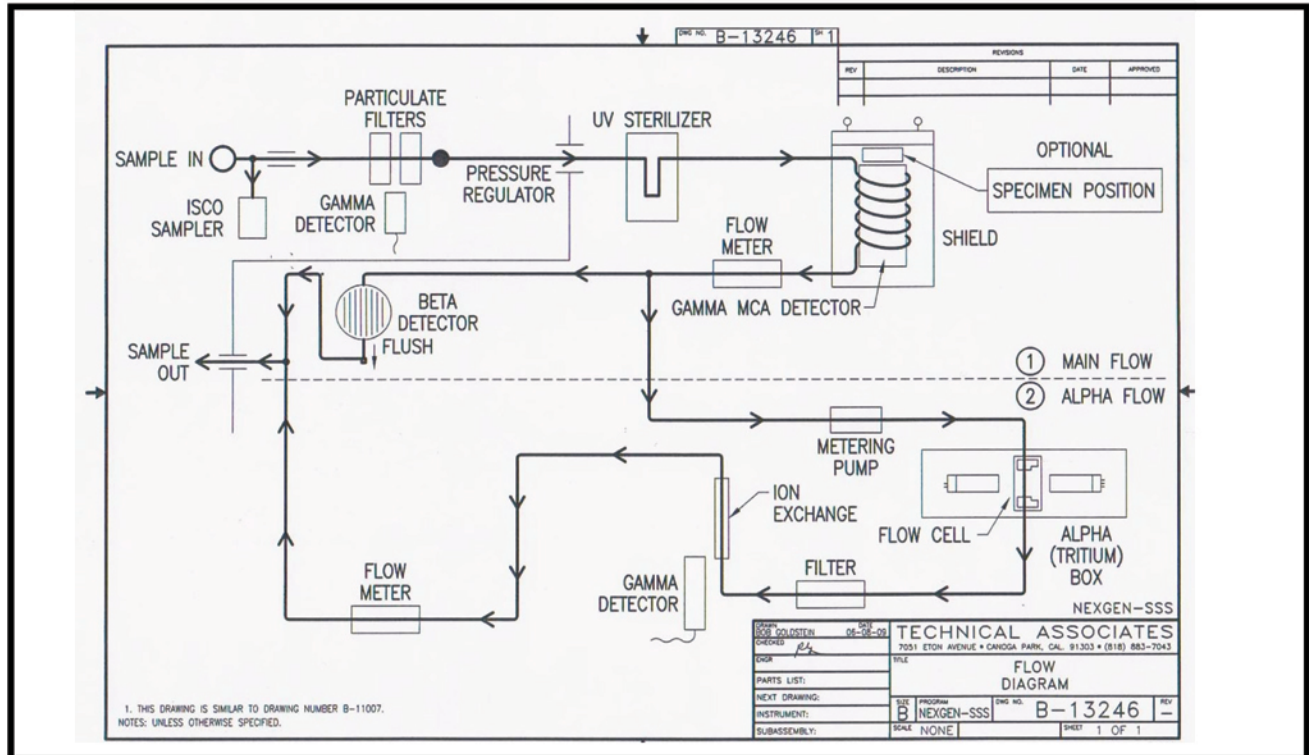 DWG NO. B-13246 SH 1
REVISIONS
REV DESCRIPTION DATE APPROVED
PARTICULATE
FILTERS
UV STERILIZER
SAMPLE IN
OPTIONAL
PRESSURE
REGULATOR
SPECIMEN POSITION
ISCO
SAMPLER
GAMMA
DETECTOR
FLOW
METER
SHIELD
BETA
DETECTOR
GAMMA MCA DETECTOR
FLUSH
SAMPLE
OUT
1 MAIN FLOW
2 ALPHA FLOW
METERING
PUMP
ION
EXCHANGE
FLOW CELL
ALPHA
(TRITIUM)
BOX
FLOW
METER
GAMMA
DETECTOR
FILTER
NEXGEN-SSS
DRAWN DATE
BOB GOLDSTEIN 06-08-09
TECHNICAL ASSOCIATES
7051 ETON AVENUE • CANOGA PARK, CAL. 91303 • (818) 883-7043
CHECKED
ENGR
TITLE
FLOW
DIAGRAM
PARTS LIST:
NEXT DRAWING:
INSTRUMENT:
SUBASSEMBLY:
SIZE PROGRAM DWG NO. REV
B NEXGEN-SSS B-13246 –
SCALE NONE SHEET 1 OF 1
1. THIS DRAWING IS SIMILAR TO DRAWING NUMBER B-11007.
NOTES: UNLESS OTHERWISE SPECIFIED.